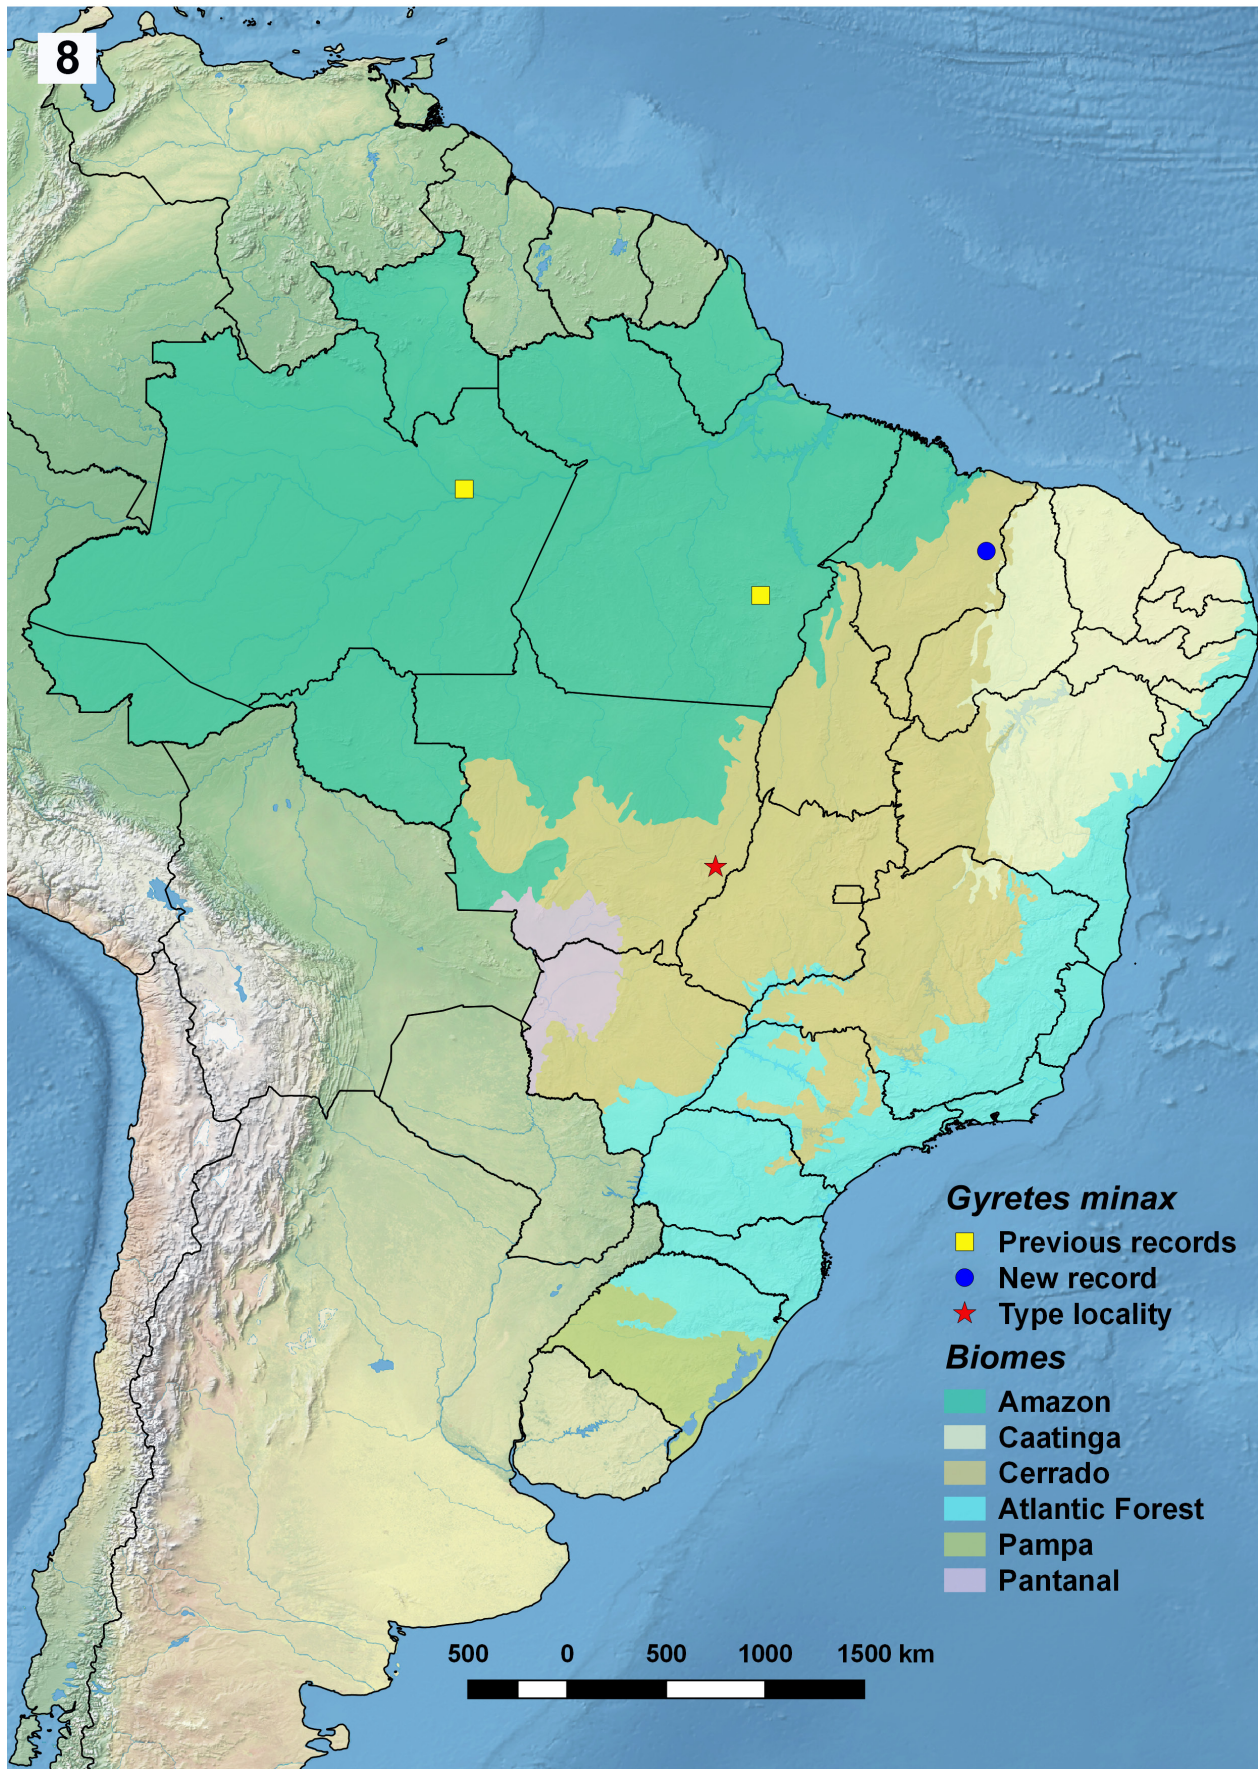 8
Gyretes minax
Previous records
New record
Type locality
Biomes
Amazon
Caatinga
Cerrado
Atlantic Forest
Pampa
Pantanal
500 0 500 1000 1500 km